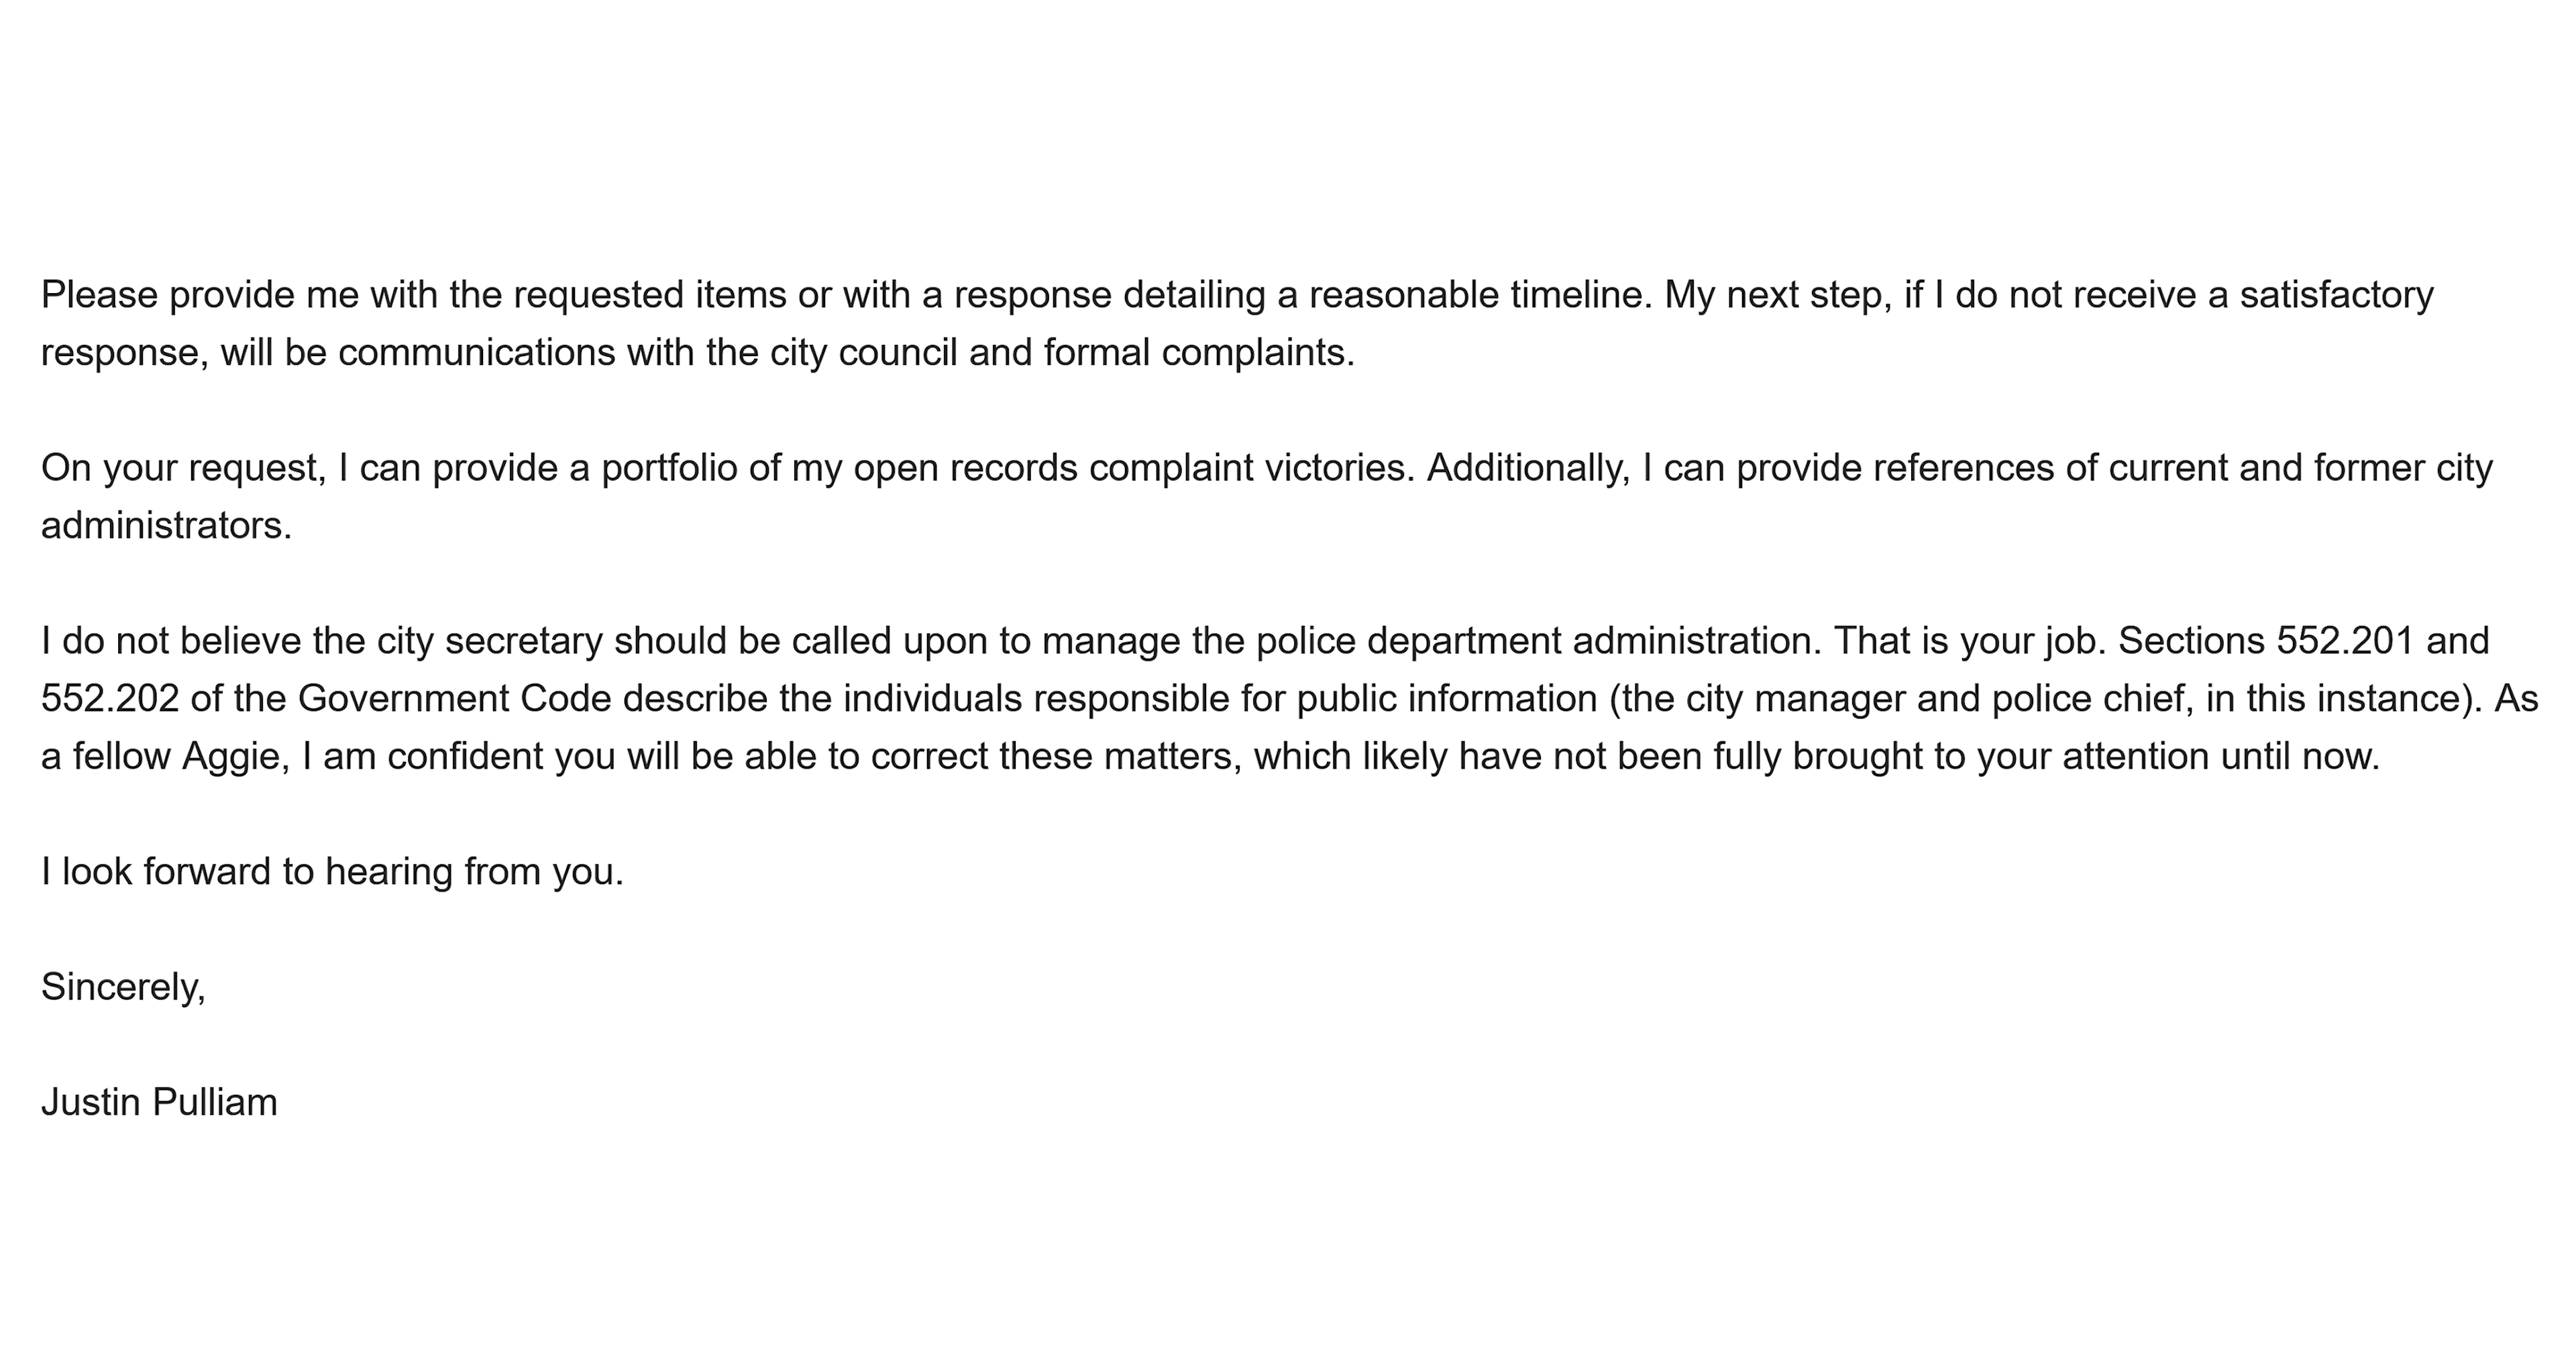 Please provide me with the requested items or with a response detailing a reasonable timeline. My next step, if I do not receive a satisfactory
response, will be communications with the city council and formal complaints.
On your request, I can provide a portfolio of my open records complaint victories. Additionally, I can provide references of current and former city
administrators.
I do not believe the city secretary should be called upon to manage the police department administration. That is your job. Sections 552.201 and
552.202 of the Government Code describe the individuals responsible for public information (the city manager and police chief, in this instance). As
a fellow Aggie, I am confident you will be able to correct these matters, which likely have not been fully brought to your attention until now.
I look forward to hearing from you.
Sincerely,
Justin Pulliam